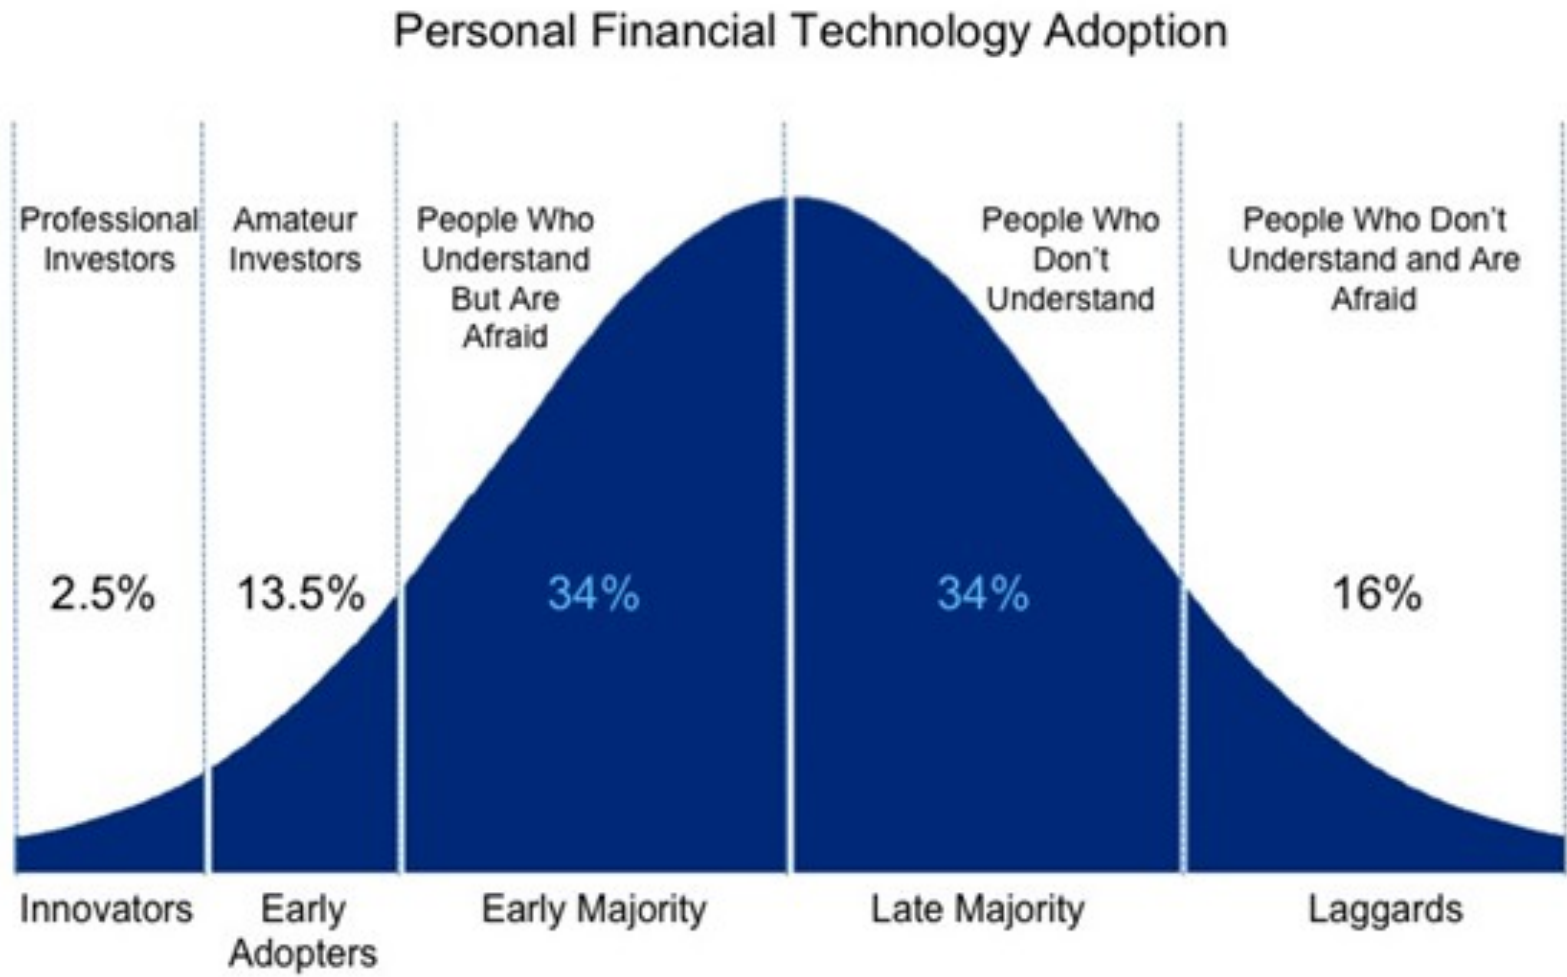 Personal Financial Technology Adoption
Professional
Investors
Amateur
Investors
People Who
Understand
But Are
Afraid
People Who
Don't
Understand
People Who Don't
Understand and Are
Afraid
2.5%
13.5%
34%
34%
16%
Innovators
Early
Adopters
Early Majority
Late Majority
Laggards